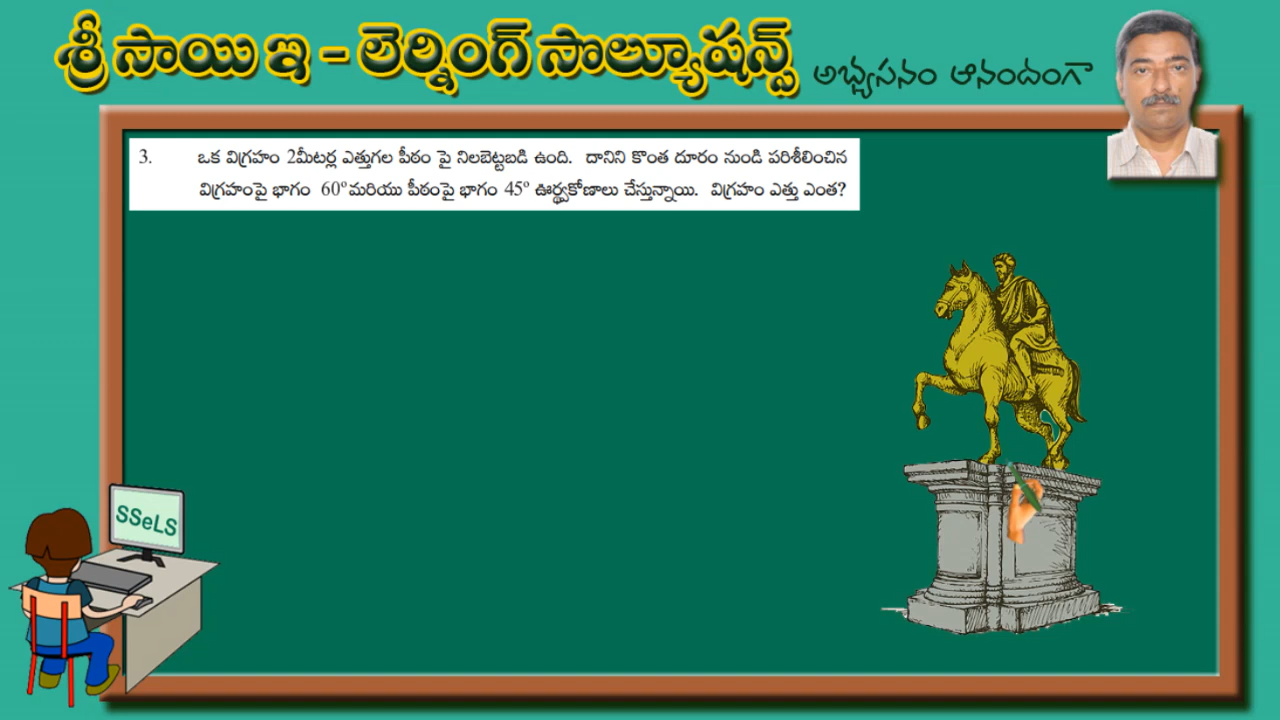 శ్రీ సాయి ఇ - లెర్నింగ్ సొల్యూషన్స్ అభ్యసనం ఆనందంగా
3. ఒక విగ్రహం 2మీటర్ల ఎత్తుగల పీఠం పై నిలబెట్టబడి ఉంది. దానిని కొంత దూరం నుండి పరిశీలించిన
విగ్రహంపై భాగం 60° మరియు పీఠంపై భాగం 45° ఊర్థ్వకోణాలు చేస్తున్నాయి. విగ్రహం ఎత్తు ఎంత?
SSeLS